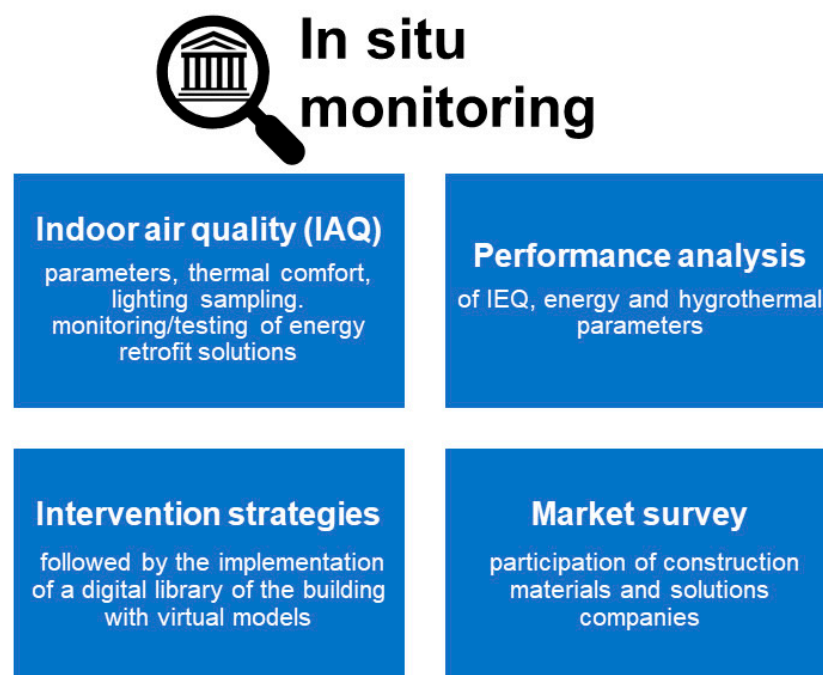 In situ
monitoring
Indoor air quality (IAQ)
parameters, thermal comfort,
lighting sampling.
monitoring/testing of energy
retrofit solutions
Performance analysis
of IEQ, energy and hygrothermal
parameters
Intervention strategies
followed by the implementation
of a digital library of the building
with virtual models
Market survey
participation of construction
materials and solutions
companies